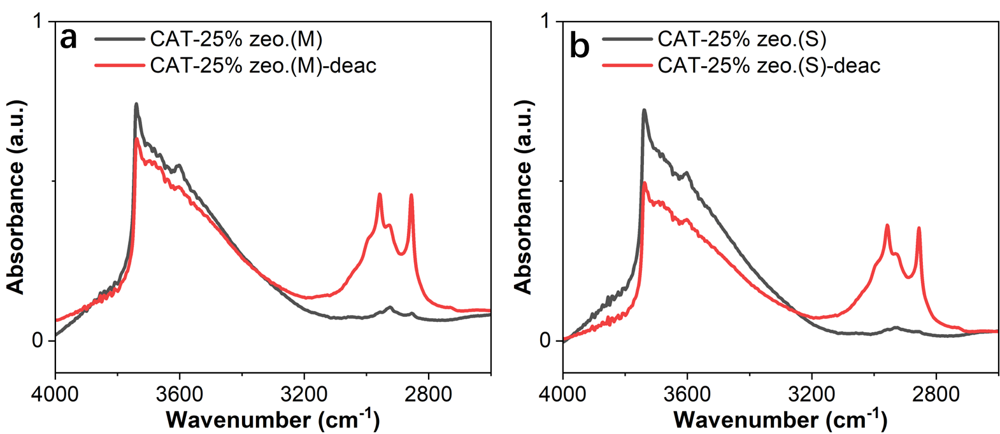 a
CAT-25% zeo.(M)
CAT-25% zeo.(M)-deac
1
0
Absorbance (a.u.)
4000 3600 3200 2800
Wavenumber (cm-1)
b
CAT-25% zeo.(S)
CAT-25% zeo.(S)-deac
1
0
Absorbance (a.u.)
4000 3600 3200 2800
Wavenumber (cm-1)